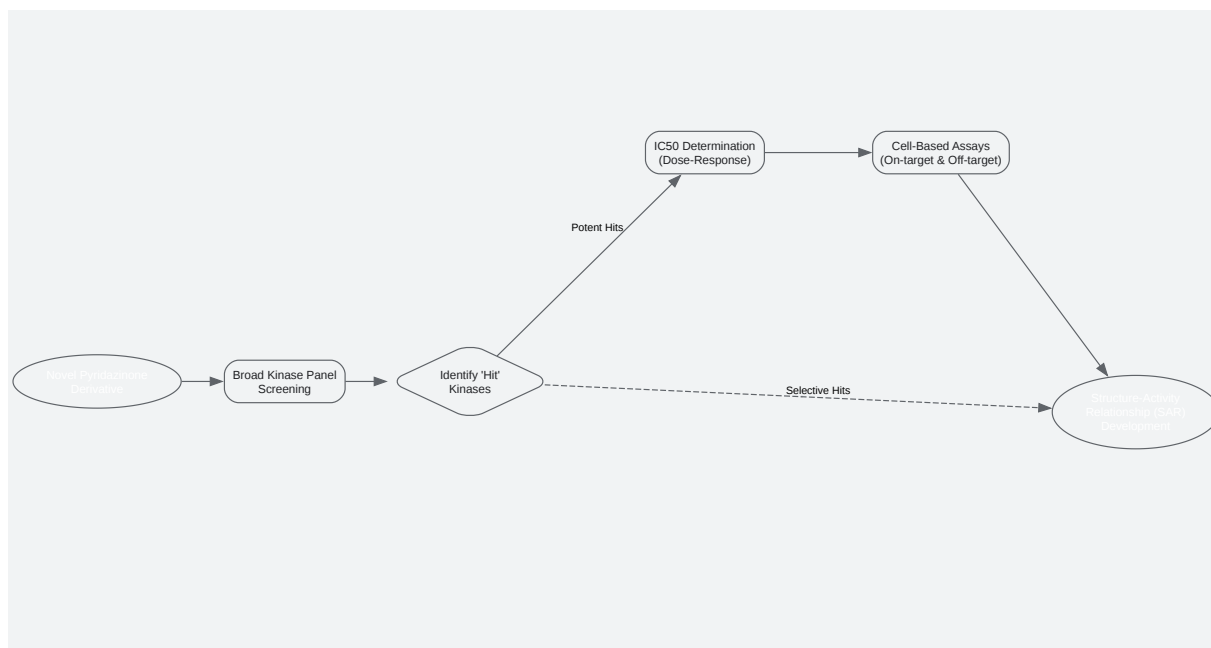 Novel Pyridazinone
Derivative
Broad Kinase Panel
Screening
Identify 'Hit'
Kinases
Potent Hits
IC50 Determination
(Dose-Response)
Cell-Based Assays
(On-target & Off-target)
Selective Hits
Structure-Activity
Relationship (SAR)
Development